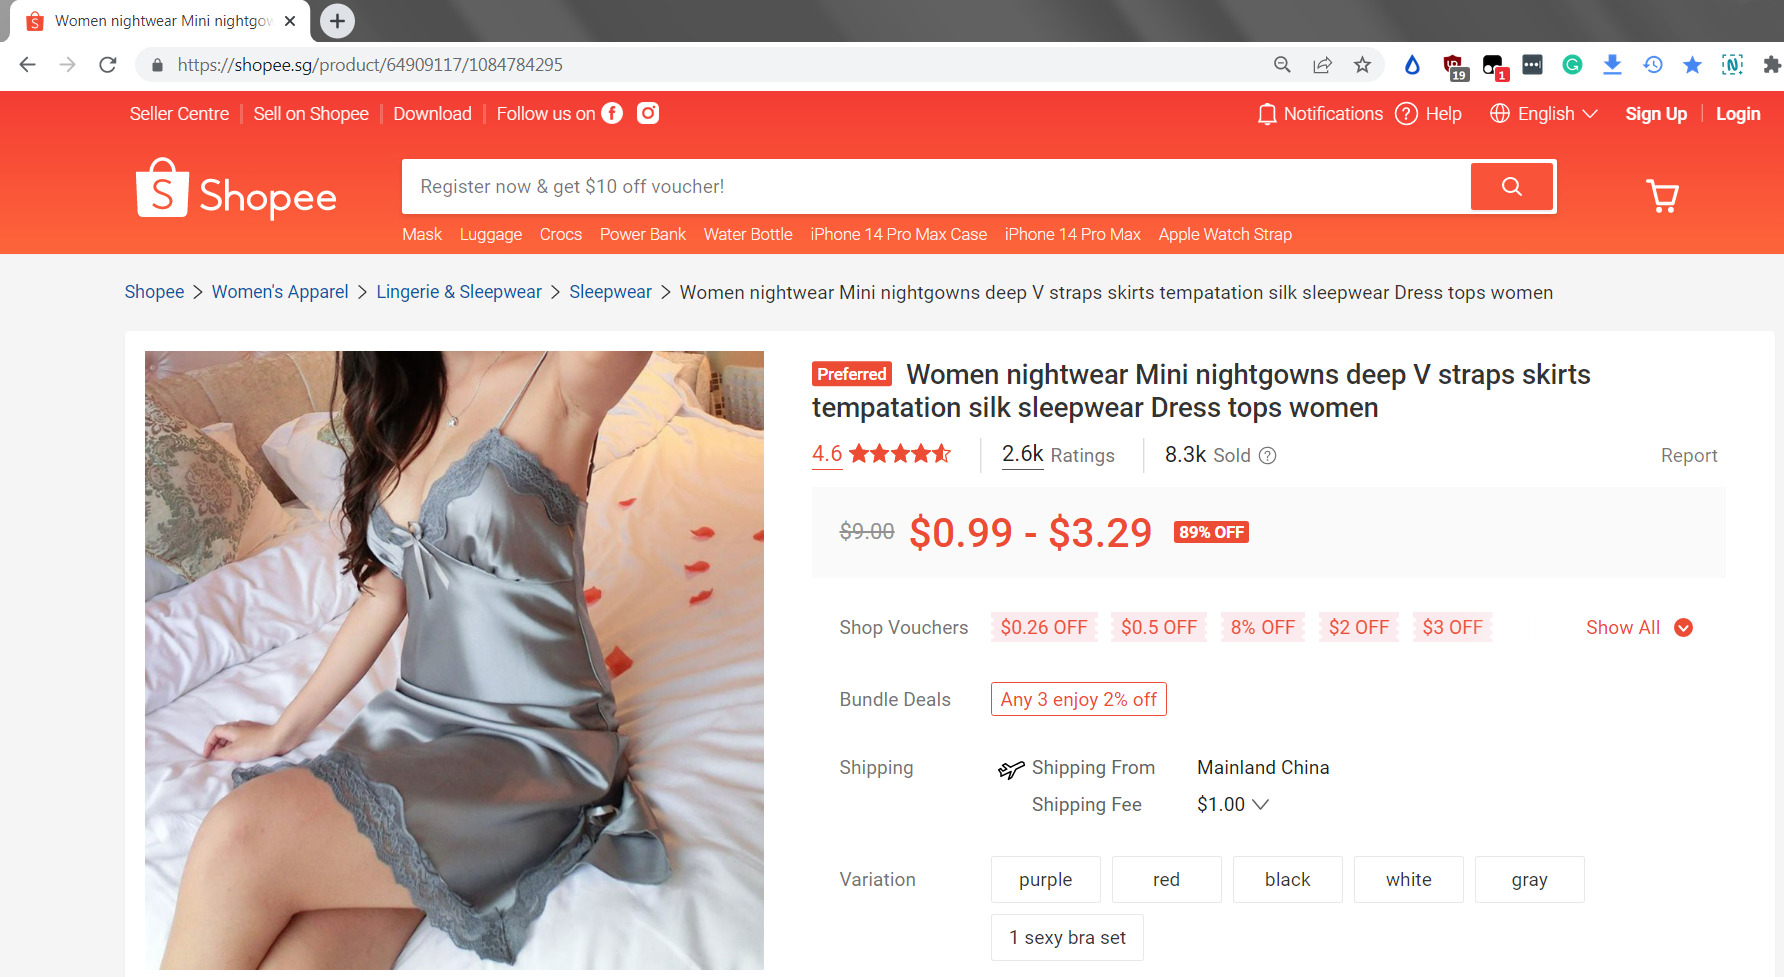 Women nightwear Mini nightgow
https://shopee.sg/product/64909117/1084784295
19
1
Seller Centre
Sell on Shopee
Download
Follow us on
Notifications
Help
English
Sign Up
Login
Shopee
Register now & get $10 off voucher!
Mask Luggage Crocs Power Bank Water Bottle iPhone 14 Pro Max Case iPhone 14 Pro Max Apple Watch Strap
Shopee > Women's Apparel > Lingerie & Sleepwear > Sleepwear > Women nightwear Mini nightgowns deep V straps skirts tempatation silk sleepwear Dress tops women
Preferred Women nightwear Mini nightgowns deep V straps skirts
tempatation silk sleepwear Dress tops women
4.6
2.6k Ratings
8.3k Sold
Report
$9.00 $0.99 - $3.29 89% OFF
Shop Vouchers $0.26 OFF $0.5 OFF 8% OFF $2 OFF $3 OFF Show All
Bundle Deals Any 3 enjoy 2% off
Shipping Shipping From Mainland China
Shipping Fee $1.00
Variation purple red black white gray
1 sexy bra set